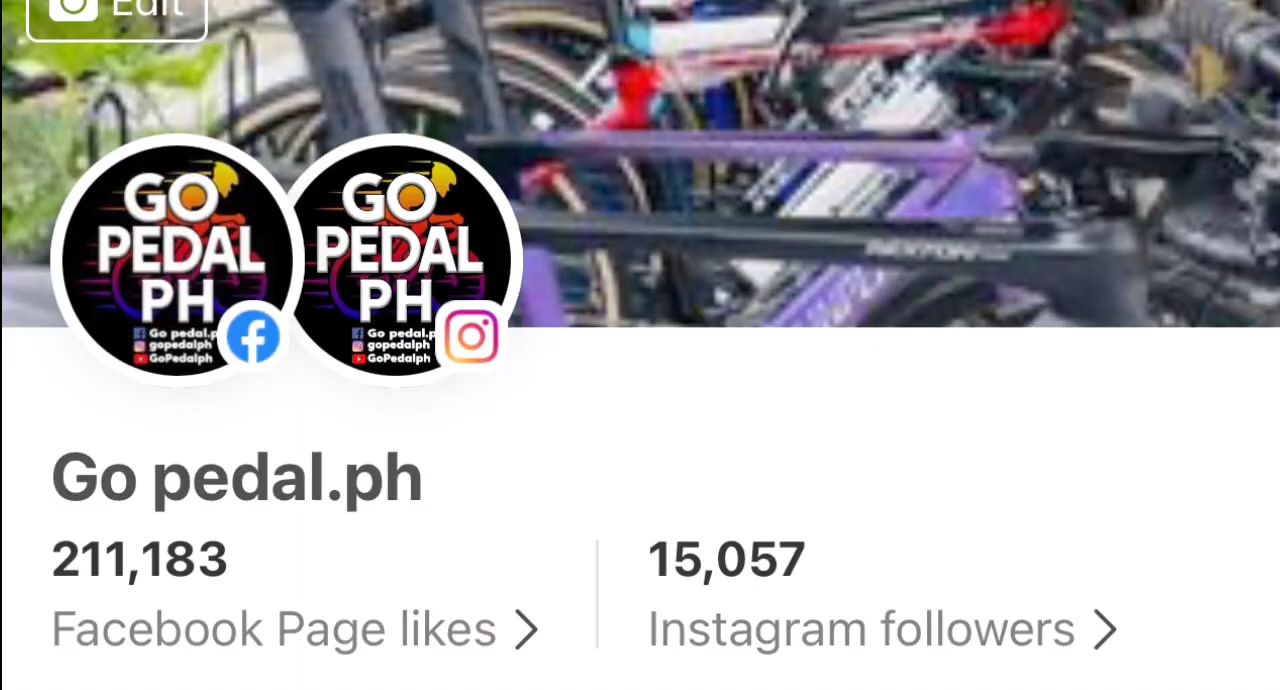 Edit
GO
PEDAL
PH
Go pedal.p
gopedalph
GoPedalph
GO
PEDAL
PH
Go pedal.p
gopedalph
GoPedalph
Go pedal.ph
211,183
Facebook Page likes
15,057
Instagram followers